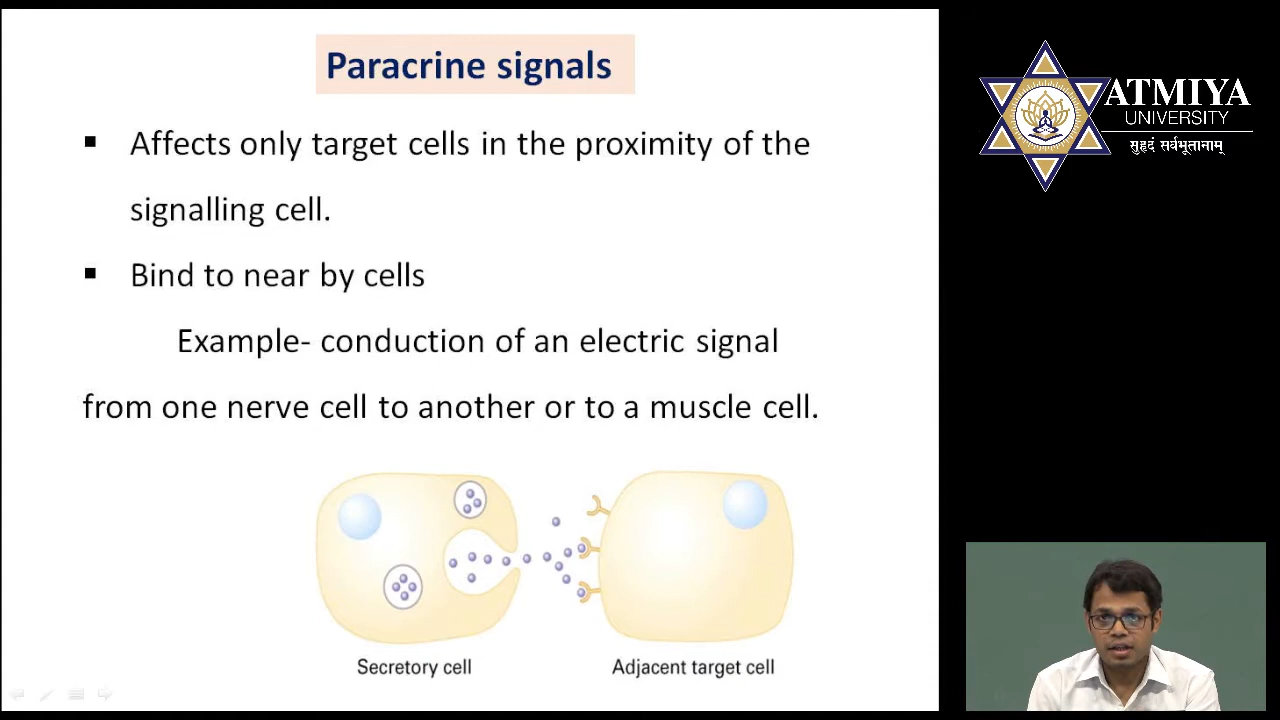 Paracrine signals
▪ Affects only target cells in the proximity of the
signalling cell.
▪ Bind to near by cells
Example- conduction of an electric signal
from one nerve cell to another or to a muscle cell.
Secretory cell
Adjacent target cell
ATMIYA
UNIVERSITY
सुहृदं सर्वभूतानाम्